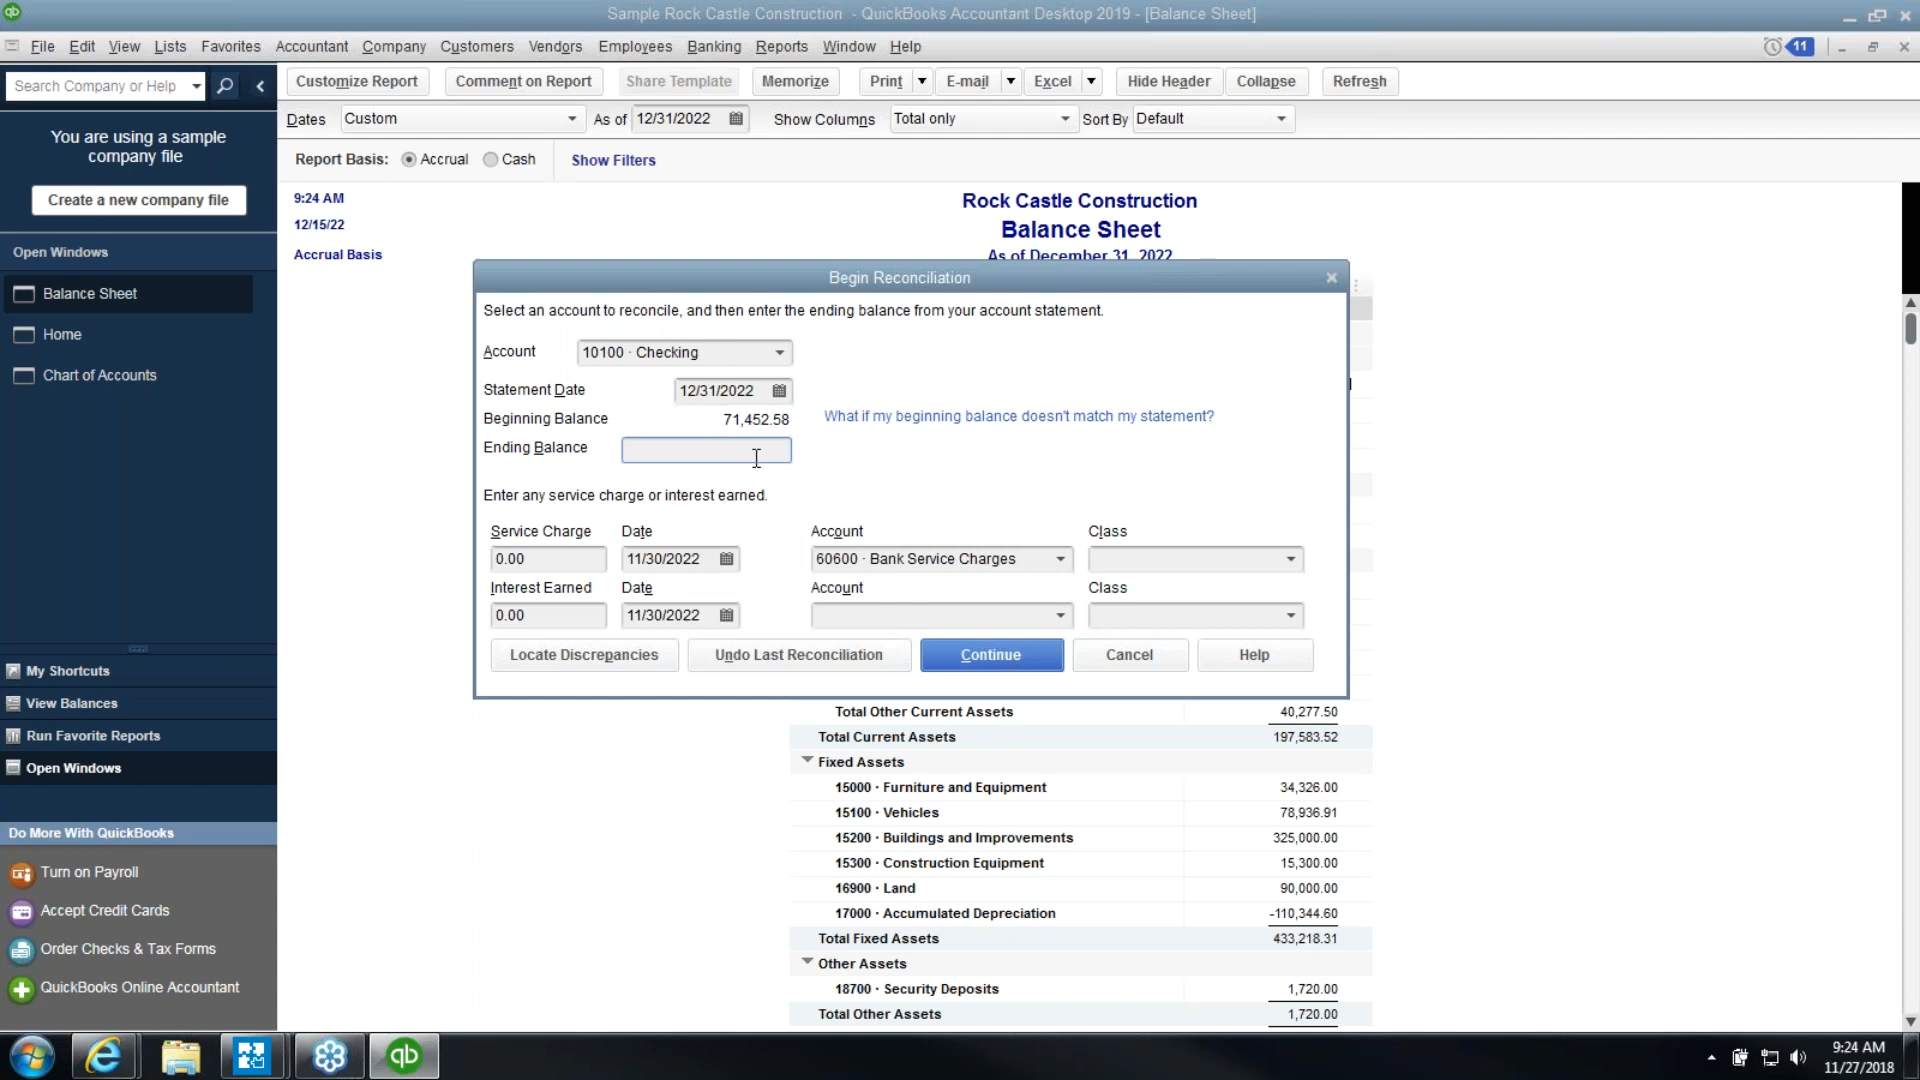 Sample Rock Castle Construction - QuickBooks Accountant Desktop 2019 - [Balance Sheet]
File Edit View Lists Favorites Accountant Company Customers Vendors Employees Banking Reports Window Help 11
Search Company or Help
Customize Report Comment on Report Share Template Memorize Print E-mail Excel Hide Header Collapse Refresh
Dates Custom As of 12/31/2022 Show Columns Total only Sort By Default
Report Basis: Accrual Cash Show Filters
You are using a sample
company file
Create a new company file
Open Windows
Balance Sheet
Home
Chart of Accounts
My Shortcuts
View Balances
Run Favorite Reports
Open Windows
Do More With QuickBooks
Turn on Payroll
Accept Credit Cards
Order Checks & Tax Forms
QuickBooks Online Accountant
9:24 AM
12/15/22
Accrual Basis
Rock Castle Construction
Balance Sheet
As of December 31, 2022
Begin Reconciliation
Select an account to reconcile, and then enter the ending balance from your account statement.
Account 10100 · Checking
Statement Date 12/31/2022
Beginning Balance 71,452.58 What if my beginning balance doesn't match my statement?
Ending Balance
Enter any service charge or interest earned.
Service Charge Date Account Class
0.00 11/30/2022 60600 · Bank Service Charges
Interest Earned Date Account Class
0.00 11/30/2022
Locate Discrepancies Undo Last Reconciliation Continue Cancel Help
Total Other Current Assets 40,277.50
Total Current Assets 197,583.52
Fixed Assets
15000 · Furniture and Equipment 34,326.00
15100 · Vehicles 78,936.91
15200 · Buildings and Improvements 325,000.00
15300 · Construction Equipment 15,300.00
16900 · Land 90,000.00
17000 · Accumulated Depreciation -110,344.60
Total Fixed Assets 433,218.31
Other Assets
18700 · Security Deposits 1,720.00
Total Other Assets 1,720.00
qb
9:24 AM
11/27/2018